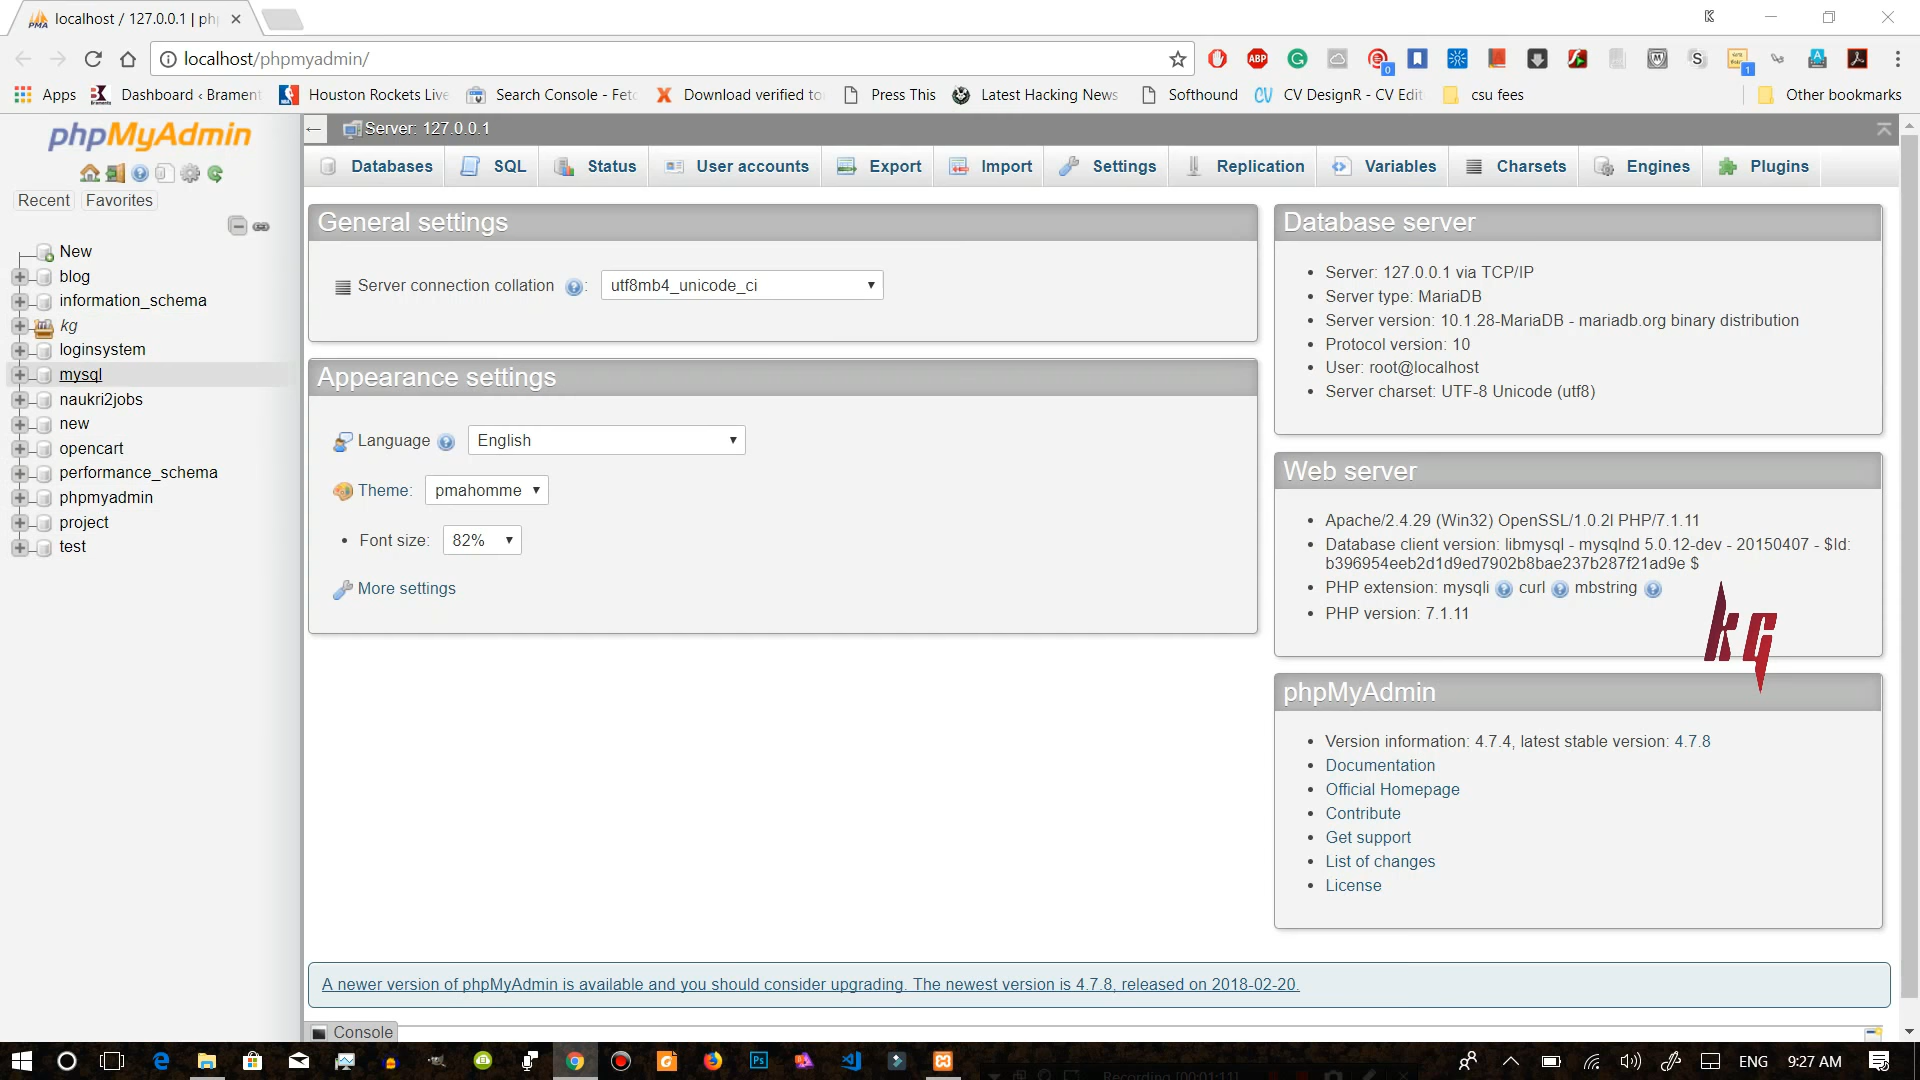 localhost / 127.0.0.1 | ph
localhost/phpmyadmin/
ABP
0
1
Apps
Dashboard ‹ Brament
Houston Rockets Live
Search Console - Fetc
Download verified to
Press This
Latest Hacking News
Softhound
CV DesignR - CV Edit
csu fees
Other bookmarks
phpMyAdmin
Recent
Favorites
New
blog
information_schema
kg
loginsystem
mysql
naukri2jobs
new
opencart
performance_schema
phpmyadmin
project
test
Server: 127.0.0.1
Databases
SQL
Status
User accounts
Export
Import
Settings
Replication
Variables
Charsets
Engines
Plugins
General settings
Server connection collation :
utf8mb4_unicode_ci
Appearance settings
Language
English
Theme:
pmahomme
Font size:
82%
More settings
Database server
Server: 127.0.0.1 via TCP/IP
Server type: MariaDB
Server version: 10.1.28-MariaDB - mariadb.org binary distribution
Protocol version: 10
User: root@localhost
Server charset: UTF-8 Unicode (utf8)
Web server
Apache/2.4.29 (Win32) OpenSSL/1.0.2l PHP/7.1.11
Database client version: libmysql - mysqlnd 5.0.12-dev - 20150407 - $Id:
b396954eeb2d1d9ed7902b8bae237b287f21ad9e $
PHP extension: mysqli curl mbstring
PHP version: 7.1.11
kg
phpMyAdmin
Version information: 4.7.4, latest stable version: 4.7.8
Documentation
Official Homepage
Contribute
Get support
List of changes
License
A newer version of phpMyAdmin is available and you should consider upgrading. The newest version is 4.7.8, released on 2018-02-20.
Console
Recording [00:01:11]
ENG
9:27 AM